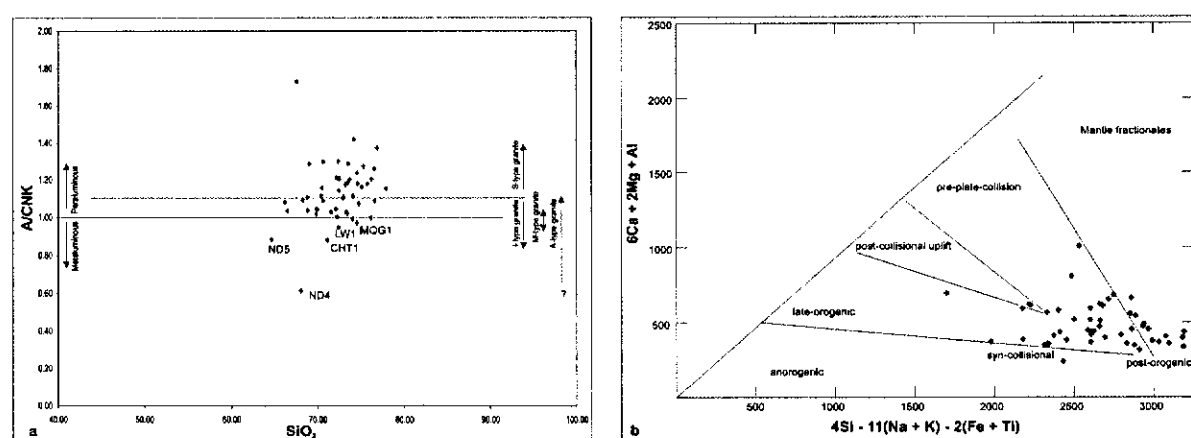 2.00
1.80
1.60
1.40
1.20
1.00
0.80
0.60
0.40
0.20
0.00
A/CNK
Peraluminous
Metaluminous
S-type granite
I-type granite
M-type granite
A-type granite
?
ND5
LW1
MOG1
CHT1
ND4
40.00
60.00
70.00
80.00
90.00
100.00
SiO2
a
2500
2500
2000
1500
1000
500
6Ca + 2Mg + Al
Mantle fractionales
pre-plate-collision
post-collisional uplift
late-orogenic
syn-collisional
anorogenic
post-orogenic
500
1000
1500
2000
2500
3000
4Si - 11(Na + K) - 2(Fe + Ti)
b